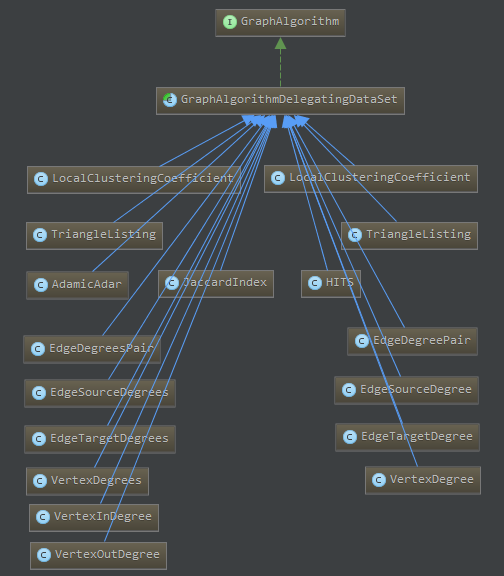 I GraphAlgorithm
C GraphAlgorithmDelegatingDataSet
C LocalClusteringCoefficient
C LocalClusteringCoefficient
C TriangleListing
C TriangleListing
C AdamicAdar
C JaccardIndex
C HITS
C EdgeDegreesPair
C EdgeDegreePair
C EdgeSourceDegrees
C EdgeSourceDegree
C EdgeTargetDegrees
C EdgeTargetDegree
C VertexDegrees
C VertexDegree
C VertexInDegree
C VertexOutDegree